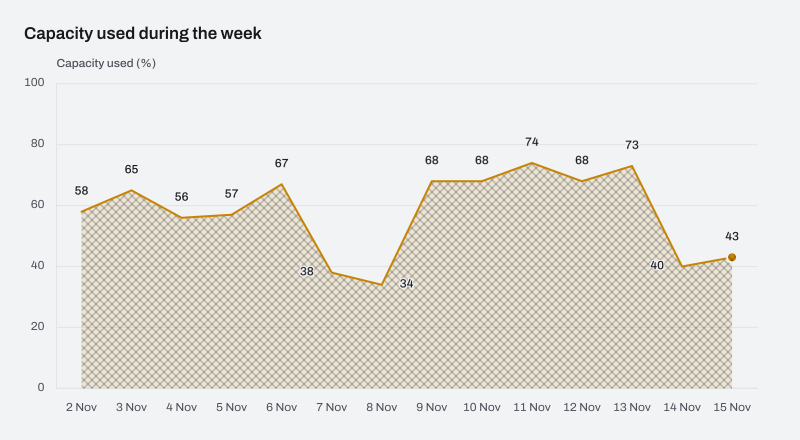 Capacity used during the week
Capacity used (%)
100
80
60
40
20
0
58
65
56
57
67
38
34
68
68
74
68
73
40
43
2 Nov
3 Nov
4 Nov
5 Nov
6 Nov
7 Nov
8 Nov
9 Nov
10 Nov
11 Nov
12 Nov
13 Nov
14 Nov
15 Nov